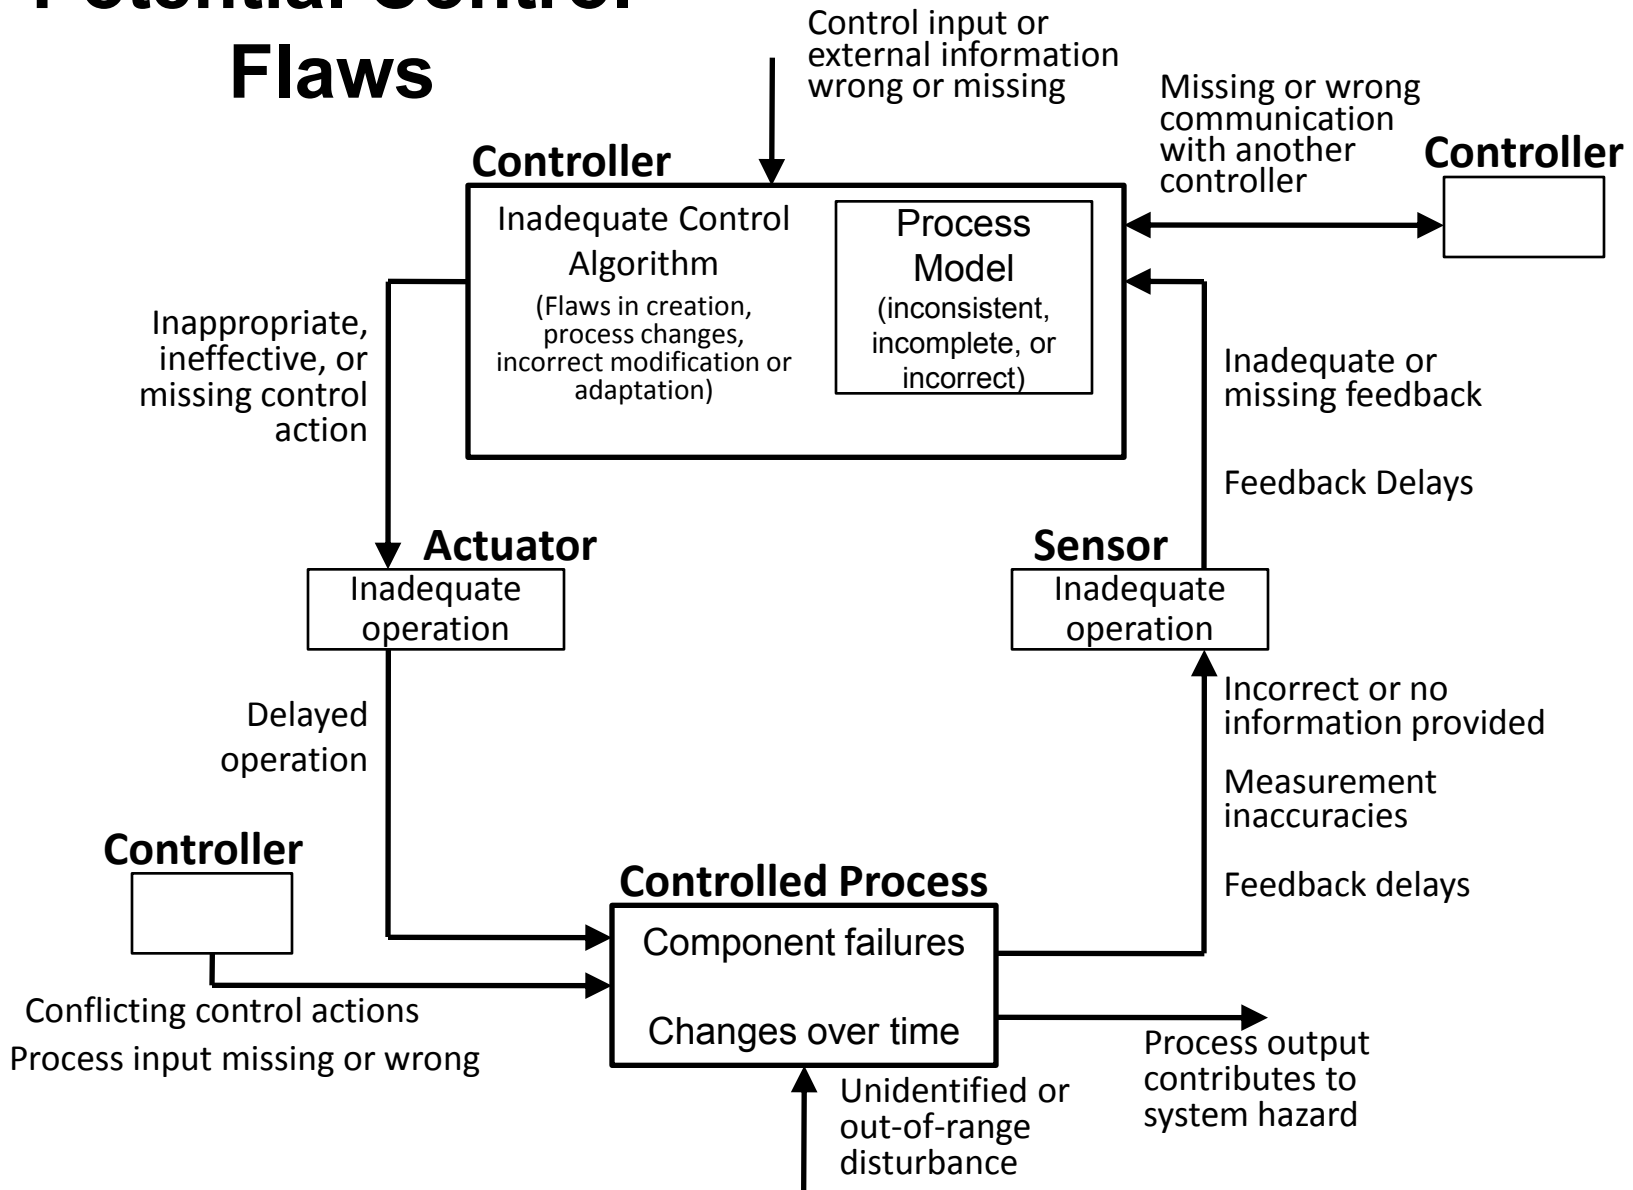 Potential Control
Flaws
Control input or
external information
wrong or missing
Missing or wrong
communication
with another
controller
Controller
Controller
Inadequate Control
Algorithm
(Flaws in creation,
process changes,
incorrect modification or
adaptation)
Process
Model
(inconsistent,
incomplete, or
incorrect)
Inappropriate,
ineffective, or
missing control
action
Inadequate or
missing feedback
Feedback Delays
Actuator
Inadequate
operation
Sensor
Inadequate
operation
Delayed
operation
Incorrect or no
information provided
Measurement
inaccuracies
Feedback delays
Controller
Controlled Process
Component failures
Changes over time
Conflicting control actions
Process input missing or wrong
Unidentified or
out-of-range
disturbance
Process output
contributes to
system hazard